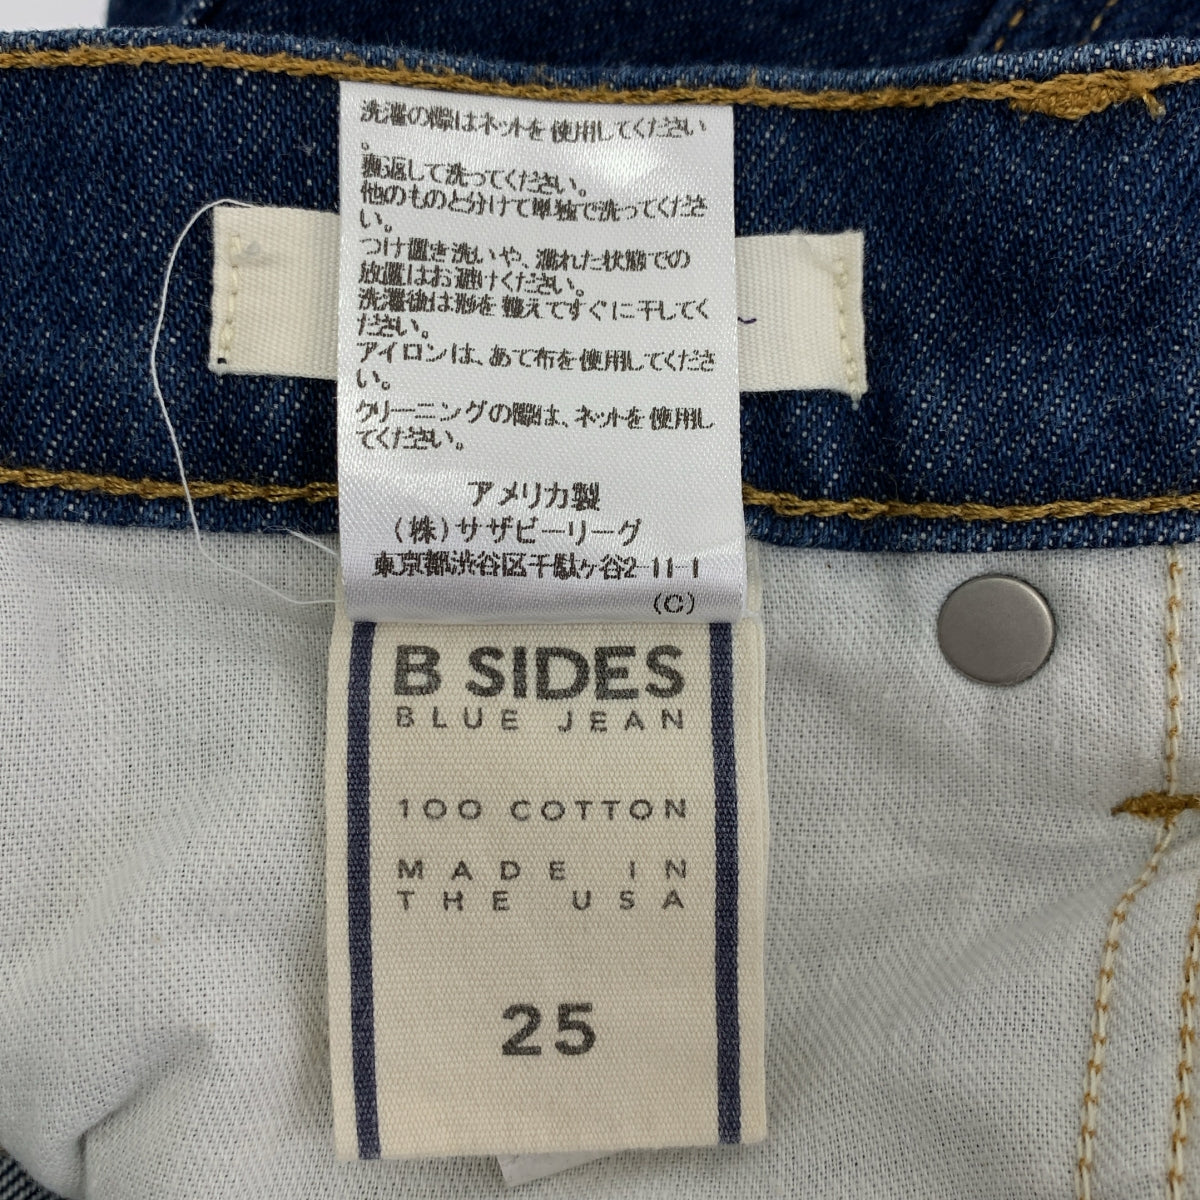 洗濯の際はネットを使用してください
。
裏返して洗ってください。
他のものと分けて単独で洗ってくださ
い。
つけ置き洗いや、濡れた状態での
放置はお避けください。
洗濯後は形を整えてすぐに干してく
ださい。
アイロンは、あて布を使用してくださ
い。
クリーニングの際は、ネットを使用し
てください。
アメリカ製
(株)サザビーリーグ
東京都渋谷区千駄ヶ谷2-11-1
(C)
B SIDES
BLUE JEAN
100 COTTON
MADE IN
THE USA
25